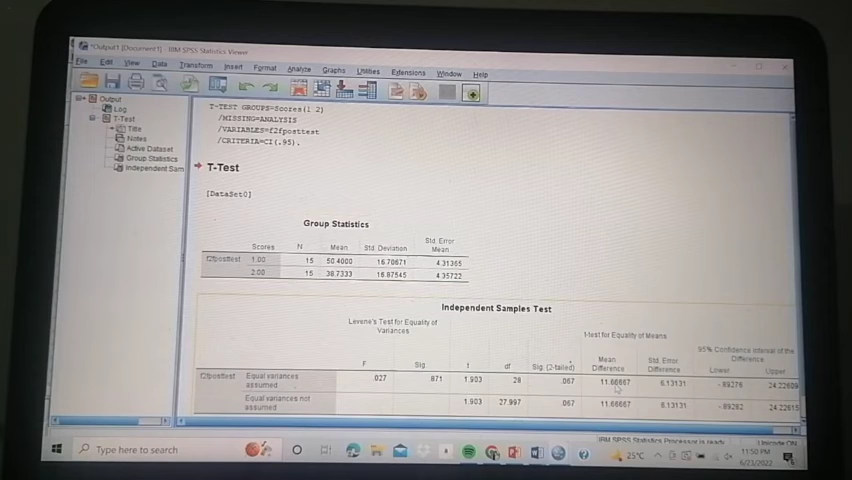 *Output1 [Document1] - IBM SPSS Statistics Viewer
File Edit View Data Transform Insert Format Analyze Graphs Utilities Extensions Window Help
Output
Log
T-Test
Title
Notes
Active Dataset
Group Statistics
Independent Sam
T-TEST GROUPS=Scores(1 2)
/MISSING=ANALYSIS
/VARIABLES=f2fposttest
/CRITERIA=CI(.95).
T-Test
[DataSet0]
Group Statistics
Scores N Mean Std. Deviation Std. Error Mean
f2fposttest 1.00 15 50.4000 16.70671 4.31365
2.00 15 38.7333 16.87545 4.35722
Independent Samples Test
Levene's Test for Equality of Variances
t-test for Equality of Means
95% Confidence Interval of the Difference
F Sig. t df Sig. (2-tailed) Mean Difference Std. Error Difference Lower Upper
f2fposttest Equal variances assumed .027 .871 1.903 28 .067 11.66667 6.13131 -.89278 24.22609
Equal variances not assumed 1.903 27.997 .067 11.66667 6.13131 -.89282 24.22615
IBM SPSS Statistics Processor is ready Unicode:ON
Type here to search
25°C
11:50 PM
6/21/2022